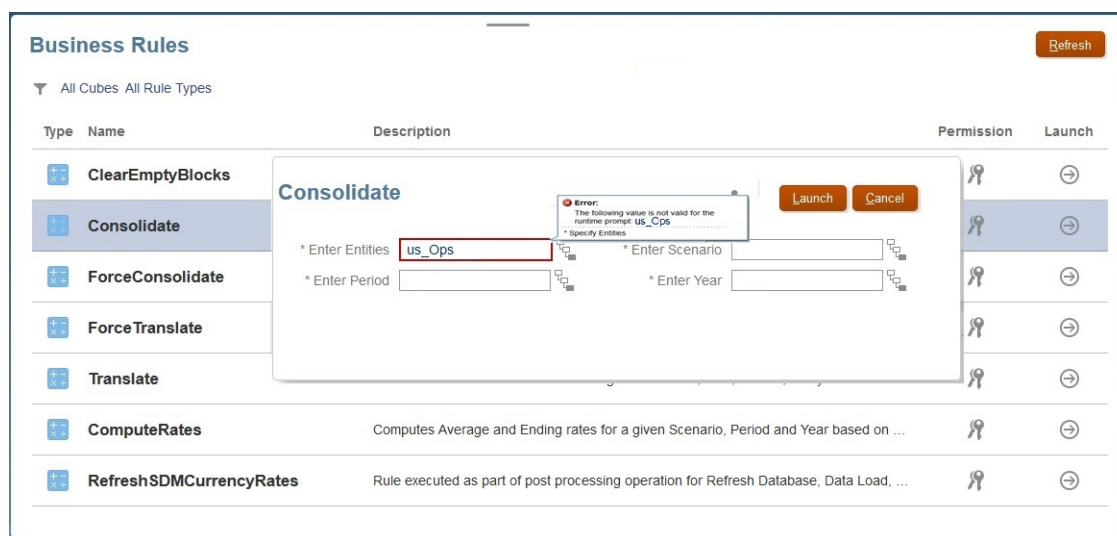 Business Rules
Refresh
All Cubes All Rule Types
Type Name Description Permission Launch
ClearEmptyBlocks
Consolidate
Launch
Cancel
Error:
The following value is not valid for the
runtime prompt: us_Ops
* Specify Entities
Consolidate
* Enter Entities us_Ops
* Enter Scenario
ForceConsolidate
* Enter Period
* Enter Year
ForceTranslate
Translate
ComputeRates
Computes Average and Ending rates for a given Scenario, Period and Year based on ...
RefreshSDMCurrencyRates
Rule executed as part of post processing operation for Refresh Database, Data Load, ...